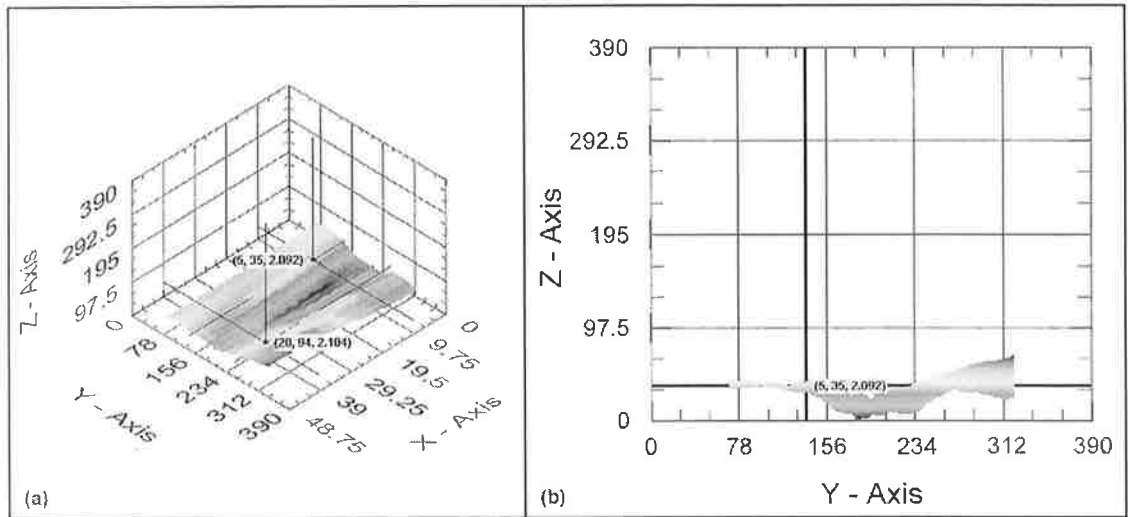 390
292.5
195
97.5
0
Z - Axis
(5, 35, 2.092)
(20, 94, 2.104)
0
78
156
234
312
390
Y - Axis
0
9.75
19.5
29.25
39
48.75
X - Axis
(a)
390
292.5
195
97.5
0
Z - Axis
(5, 35, 2.092)
0 78 156 234 312 390
Y - Axis
(b)